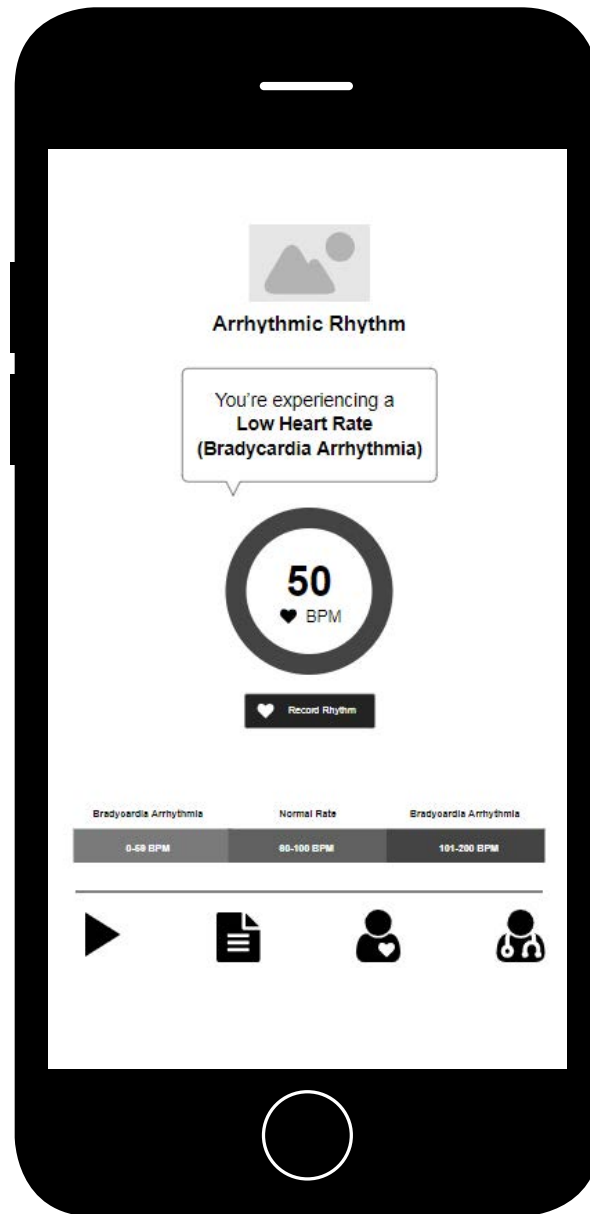 Arrhythmic Rhythm
You're experiencing a
Low Heart Rate
(Bradycardia Arrhythmia)
50
BPM
Record Rhythm
Bradycardia Arrhythmia Normal Rate Bradycardia Arrhythmia
0-59 BPM 60-100 BPM 101-200 BPM